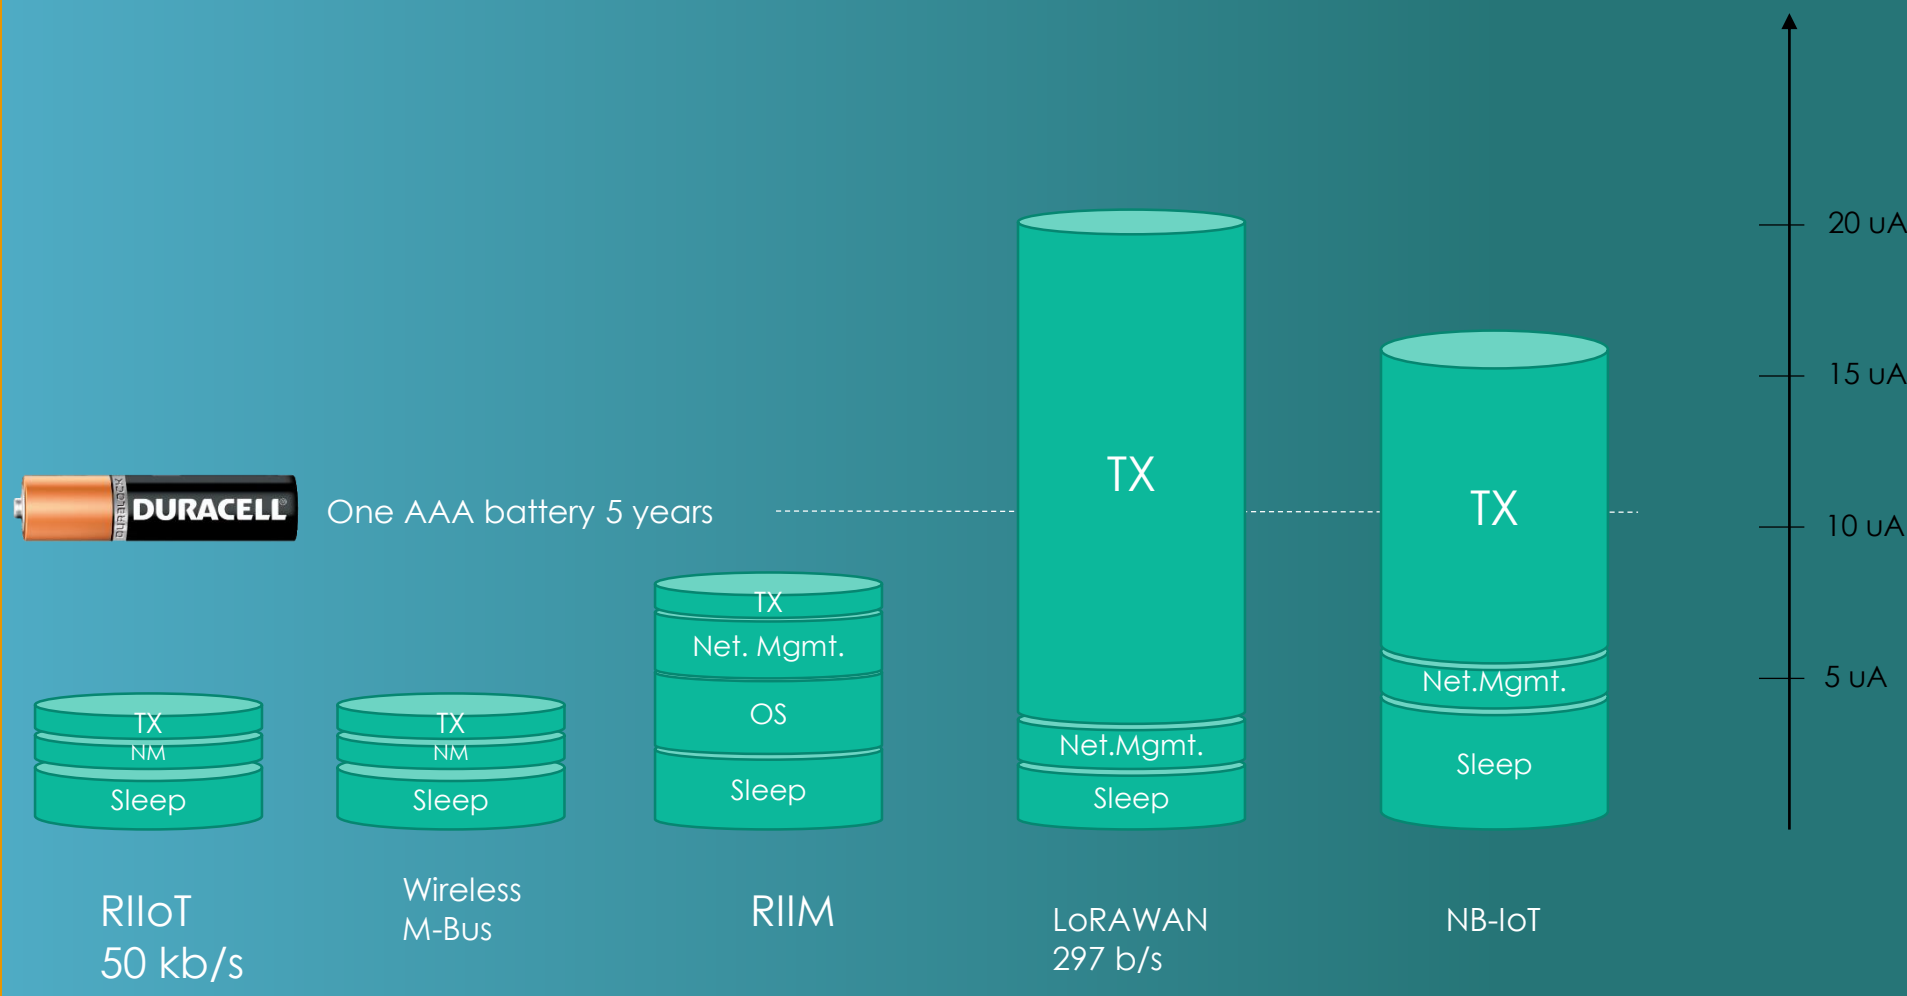 20 uA
15 uA
TX
TX
DURALOCK
DURACELL®
One AAA battery 5 years
10 uA
TX
Net. Mgmt.
5 uA
Net.Mgmt.
OS
TX
TX
NM
NM
Net.Mgmt.
Sleep
Sleep
Sleep
Sleep
Sleep
RIIoT
50 kb/s
Wireless
M-Bus
RIIM
LoRAWAN
297 b/s
NB-IoT